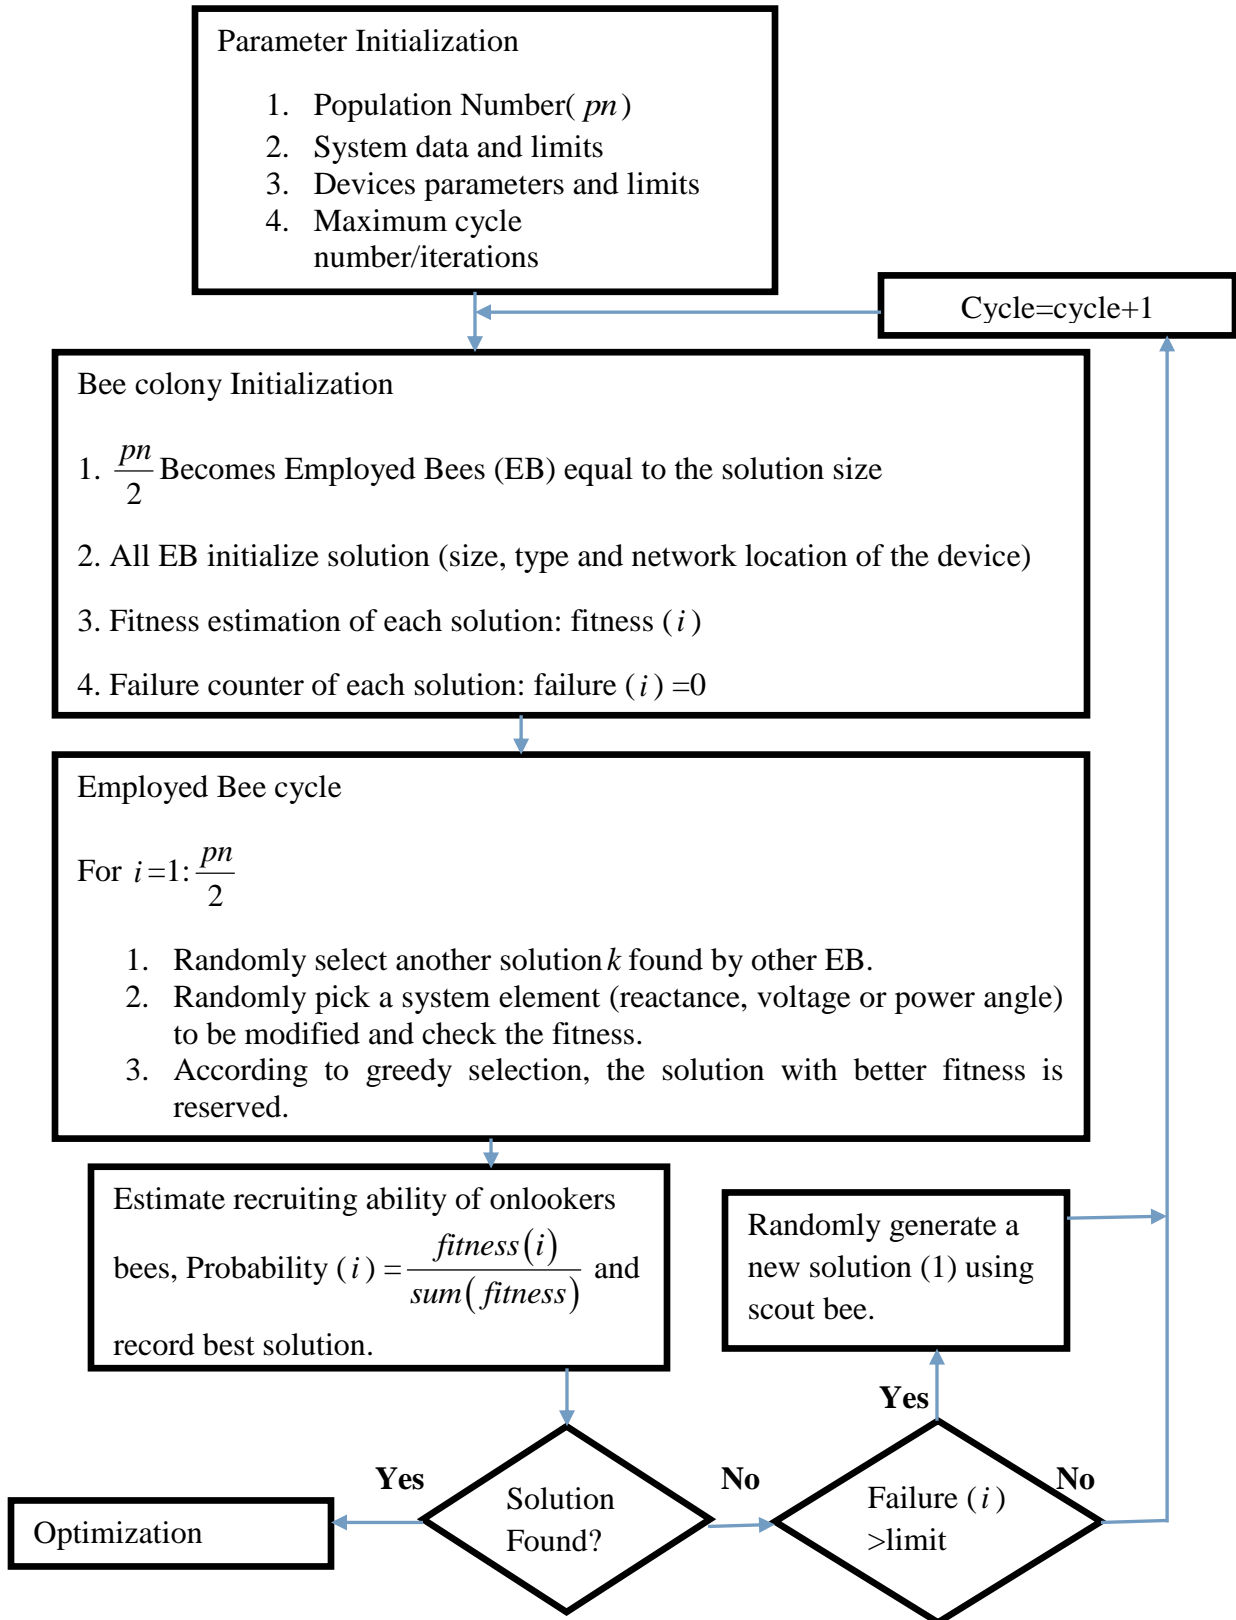 Parameter Initialization
1. Population Number( pn )
2. System data and limits
3. Devices parameters and limits
4. Maximum cycle
number/iterations
Cycle=cycle+1
Bee colony Initialization
1. pn/2 Becomes Employed Bees (EB) equal to the solution size
2. All EB initialize solution (size, type and network location of the device)
3. Fitness estimation of each solution: fitness ( i )
4. Failure counter of each solution: failure ( i ) =0
Employed Bee cycle
For i =1: pn/2
1. Randomly select another solution k found by other EB.
2. Randomly pick a system element (reactance, voltage or power angle)
to be modified and check the fitness.
3. According to greedy selection, the solution with better fitness is
reserved.
Estimate recruiting ability of onlookers
bees, Probability ( i ) = fitness(i)/sum(fitness) and
record best solution.
Randomly generate a
new solution (1) using
scout bee.
Yes
Yes
No
No
Solution
Found?
Failure ( i )
>limit
Optimization